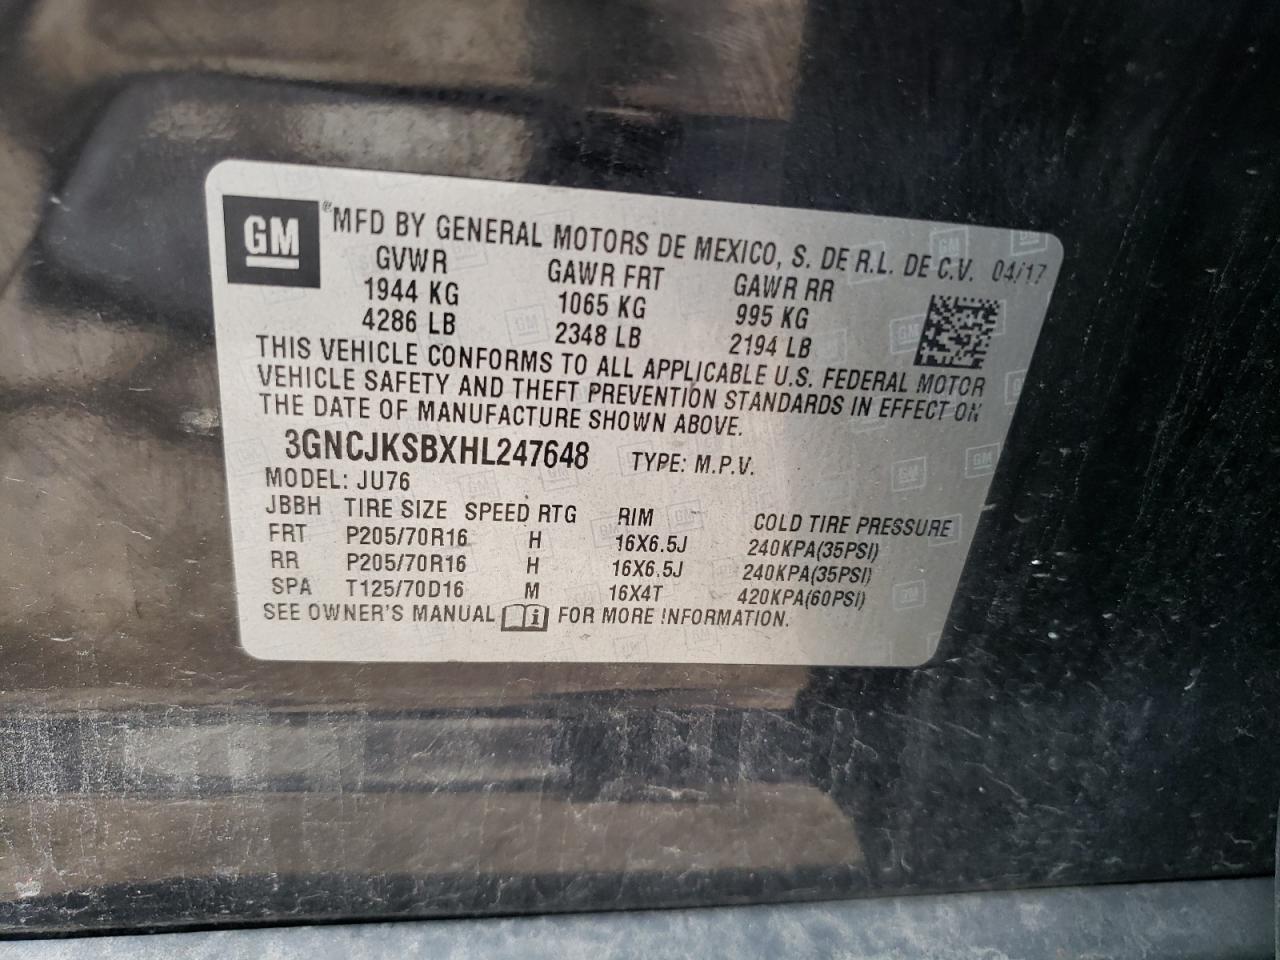 GM ®MFD BY GENERAL MOTORS DE MEXICO, S. DE R.L. DE C.V. 04/17
GVWR GAWR FRT GAWR RR
1944 KG 1065 KG 995 KG
4286 LB 2348 LB 2194 LB
THIS VEHICLE CONFORMS TO ALL APPLICABLE U.S. FEDERAL MOTOR
VEHICLE SAFETY AND THEFT PREVENTION STANDARDS IN EFFECT ON
THE DATE OF MANUFACTURE SHOWN ABOVE.
3GNCJKSBXHL247648 TYPE: M.P.V.
MODEL: JU76
JBBH TIRE SIZE SPEED RTG RIM COLD TIRE PRESSURE
FRT P205/70R16 H 16X6.5J 240KPA(35PSI)
RR P205/70R16 H 16X6.5J 240KPA(35PSI)
SPA T125/70D16 M 16X4T 420KPA(60PSI)
SEE OWNER'S MANUAL i FOR MORE INFORMATION.